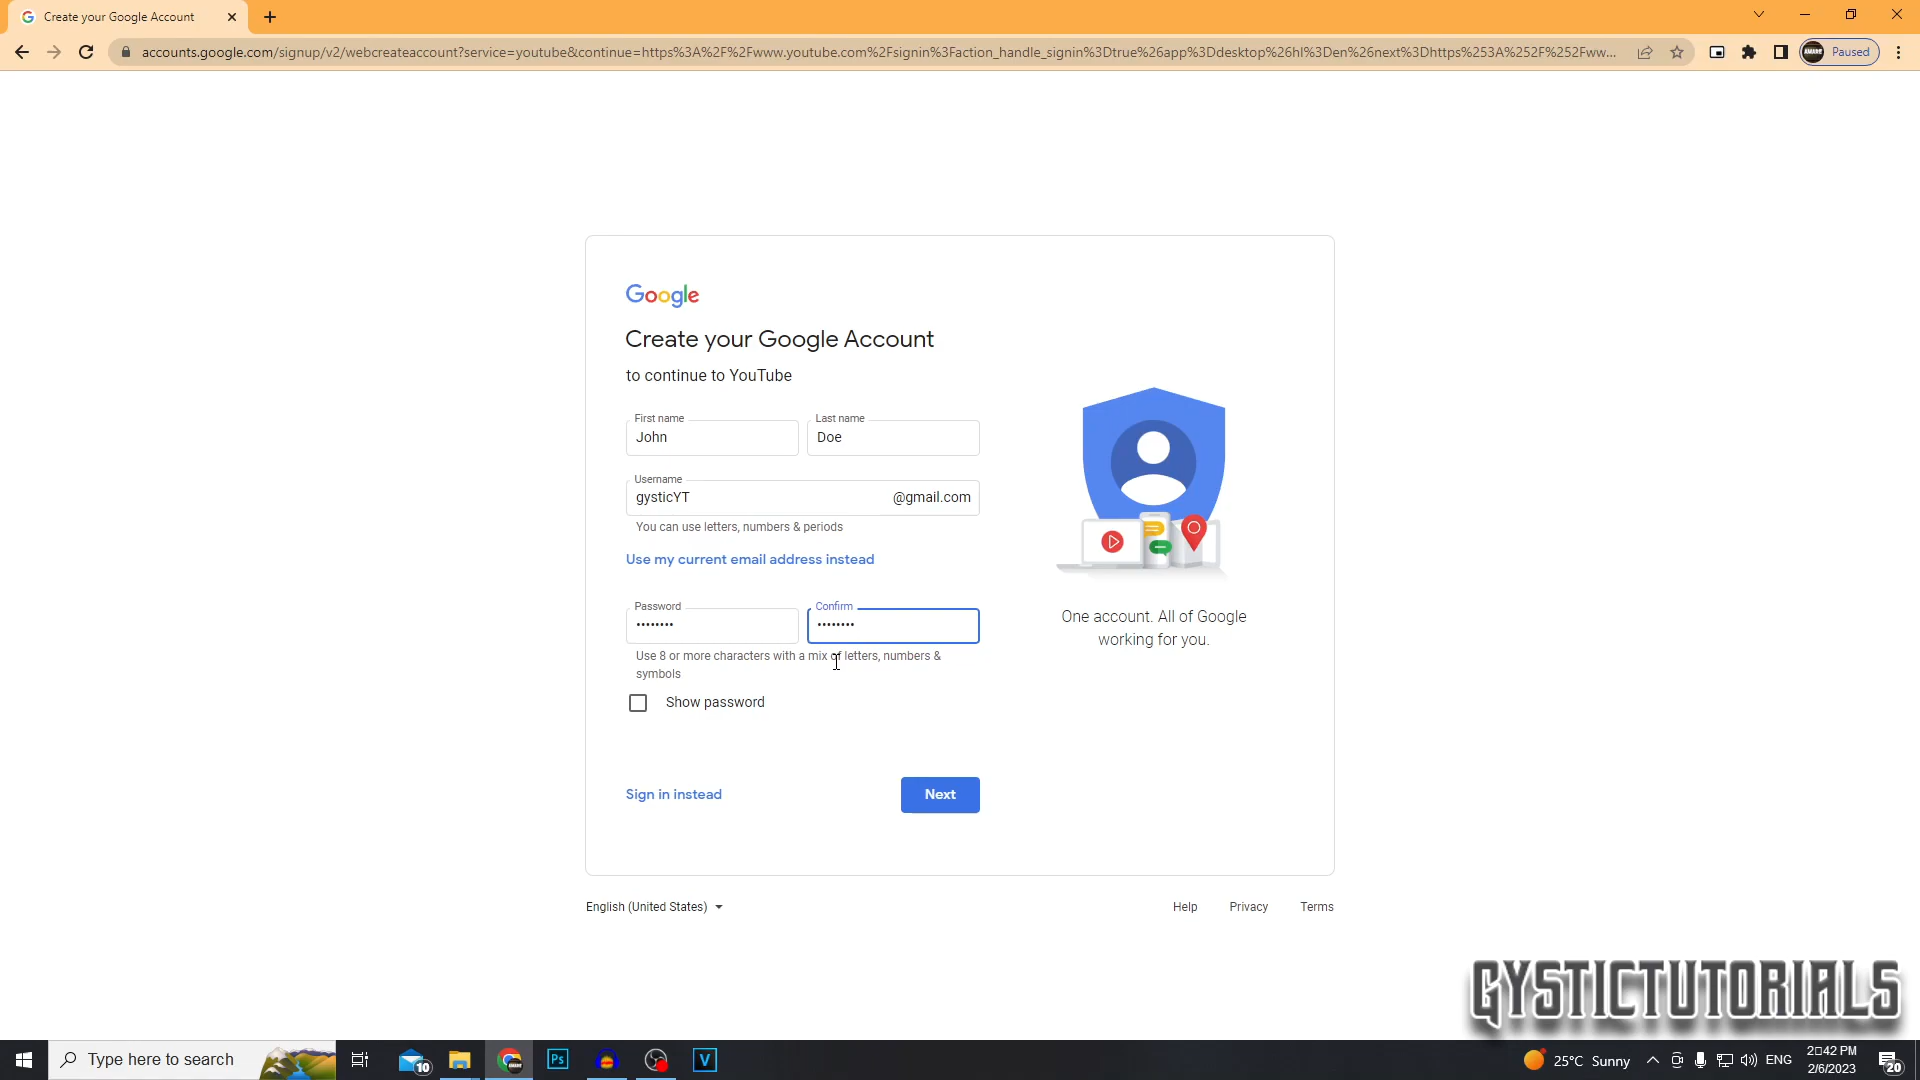 Create your Google Account
accounts.google.com/signup/v2/webcreateaccount?service=youtube&continue=https%3A%2F%2Fwww.youtube.com%2Fsignin%3Faction_handle_signin%3Dtrue%26app%3Ddesktop%26hl%3Den%26next%3Dhttps%253A%252F%252Fww...
Paused
Google
Create your Google Account
to continue to YouTube
First name
Last name
John
Doe
Username
gysticYT
@gmail.com
You can use letters, numbers & periods
Use my current email address instead
Password
Confirm
••••••••
••••••••
Use 8 or more characters with a mix of letters, numbers &
symbols
Show password
Sign in instead
Next
One account. All of Google
working for you.
English (United States)
Help
Privacy
Terms
GYSTICTUTORIALS
Type here to search
10
Ps
V
25°C Sunny
ENG
2:42 PM
2/6/2023
20